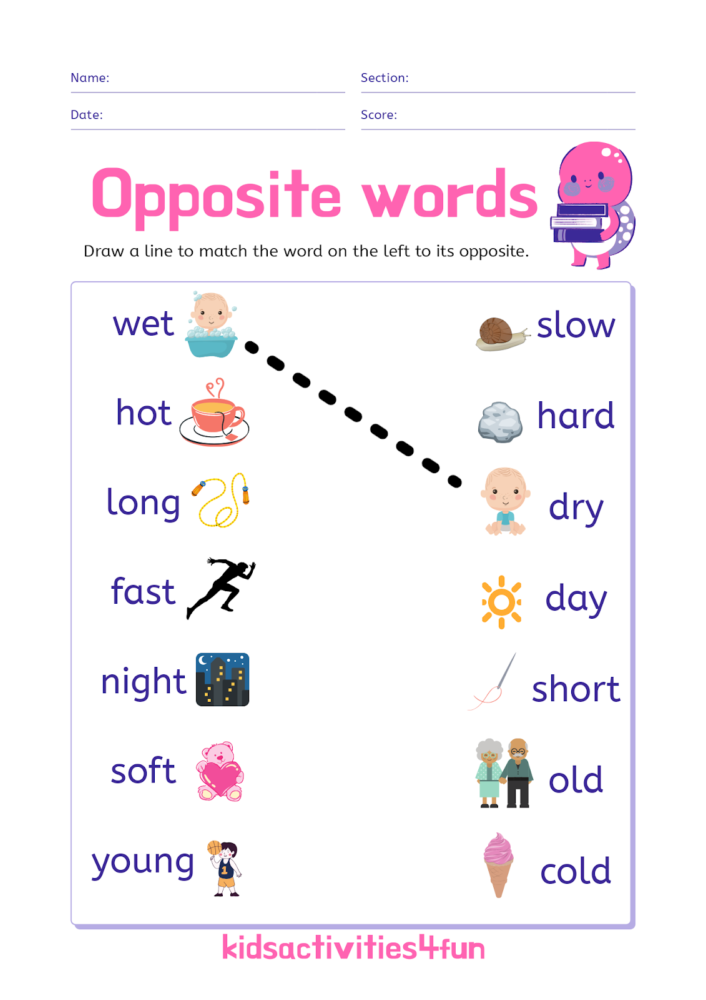 Name:
Section:
Date:
Score:
Opposite words
Draw a line to match the word on the left to its opposite.
wet
slow
hot
hard
long
dry
fast
day
night
short
soft
old
young
1
cold
kidsactivities4fun